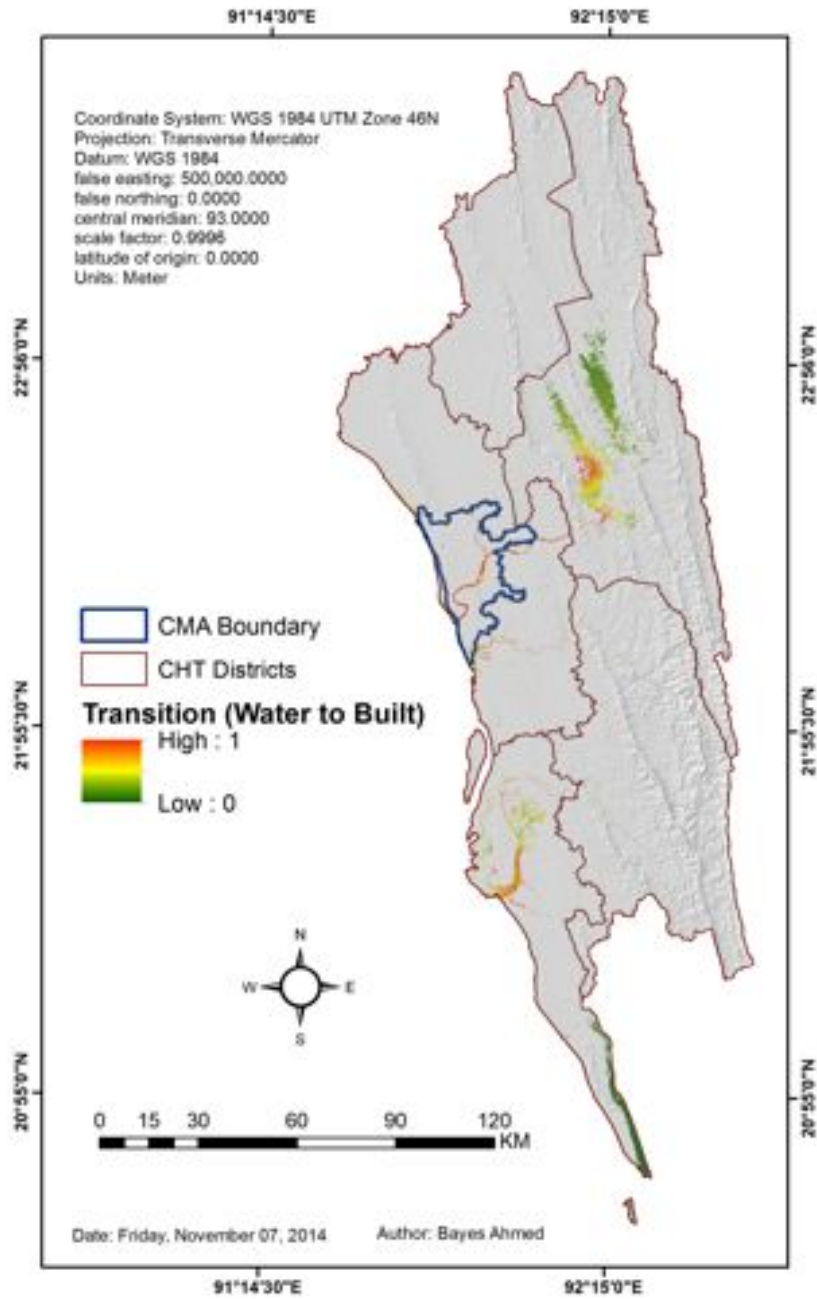 91°14'30"E
92°15'0"E
Coordinate System: WGS 1984 UTM Zone 46N
Projection: Transverse Mercator
Datum: WGS 1984
false easting: 500,000.0000
false northing: 0.0000
central meridian: 93.0000
scale factor: 0.9996
latitude of origin: 0.0000
Units: Meter
22°56'0"N
22°56'0"N
CMA Boundary
CHT Districts
Transition (Water to Built)
High : 1
Low : 0
21°55'30"N
21°55'30"N
N
W
E
S
20°55'0"N
20°55'0"N
0 15 30 60 90 120
KM
Date: Friday, November 07, 2014
Author: Bayes Ahmed
91°14'30"E
92°15'0"E